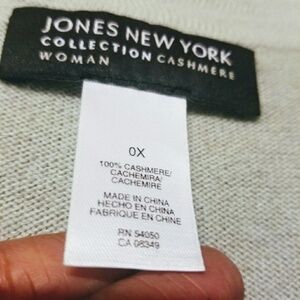 JONES NEW YORK
COLLECTION CASHMERE
WOMAN
0X
100% CASHMERE/
CACHEMIRA/
CACHEMIRE
MADE IN CHINA
HECHO EN CHINA
FABRIQUE EN CHINE
RN 54050
CA 08349